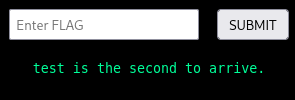 Enter FLAG
SUBMIT
test is the second to arrive.